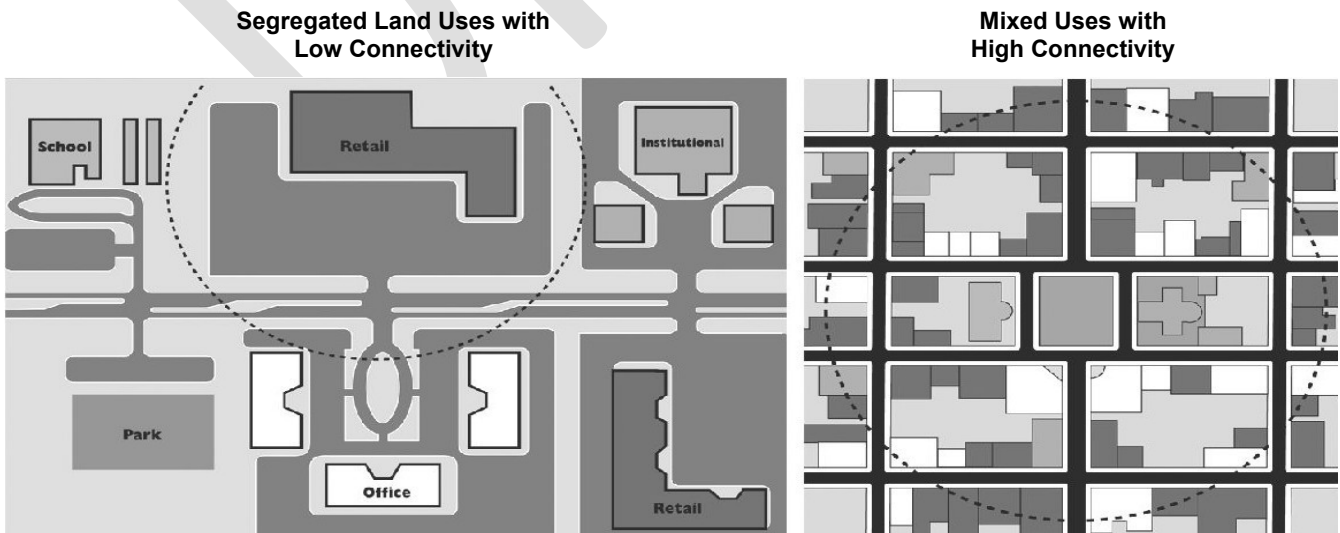 Segregated Land Uses with
Low Connectivity
Mixed Uses with
High Connectivity
School
Retail
Institutional
Park
Office
Retail